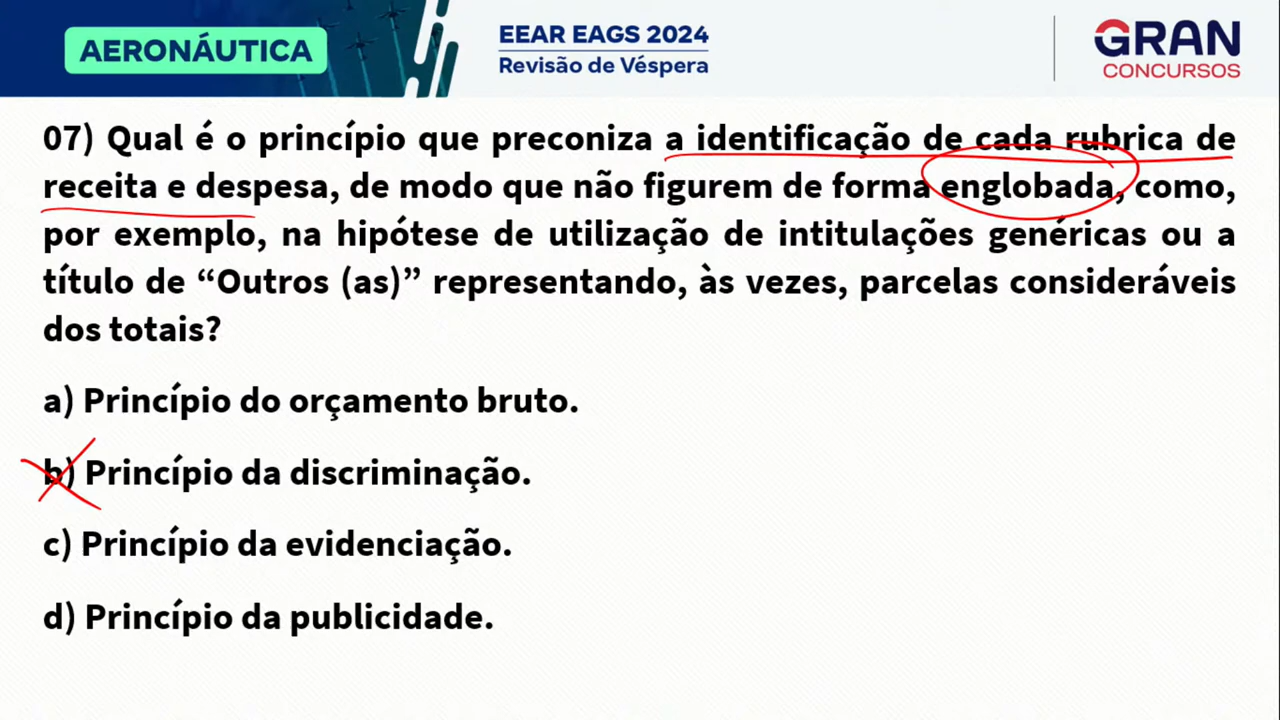 AERONÁUTICA
EEAR EAGS 2024
Revisão de Véspera
GRAN
CONCURSOS
07) Qual é o princípio que preconiza a identificação de cada rubrica de
receita e despesa, de modo que não figurem de forma englobada, como,
por exemplo, na hipótese de utilização de intitulações genéricas ou a
título de “Outros (as)” representando, às vezes, parcelas consideráveis
dos totais?
a) Princípio do orçamento bruto.
b) Princípio da discriminação.
c) Princípio da evidenciação.
d) Princípio da publicidade.